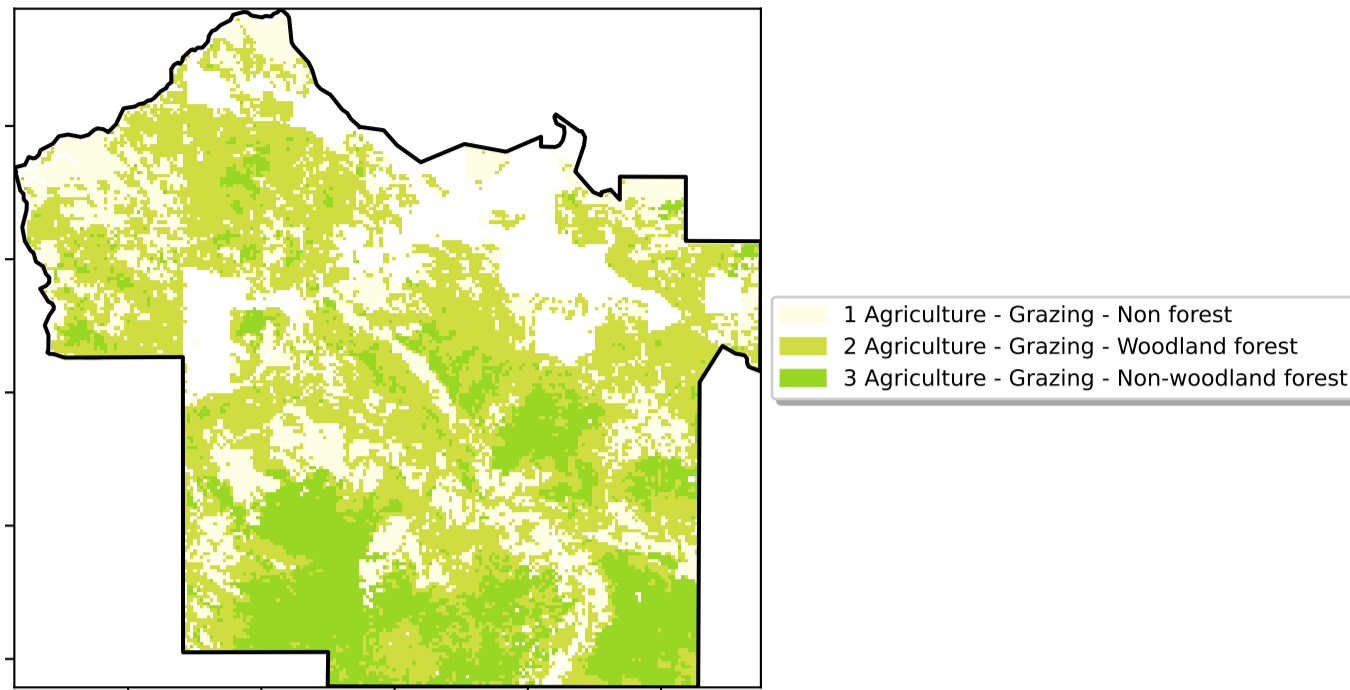 1 Agriculture - Grazing - Non forest
2 Agriculture - Grazing - Woodland forest
3 Agriculture - Grazing - Non-woodland forest